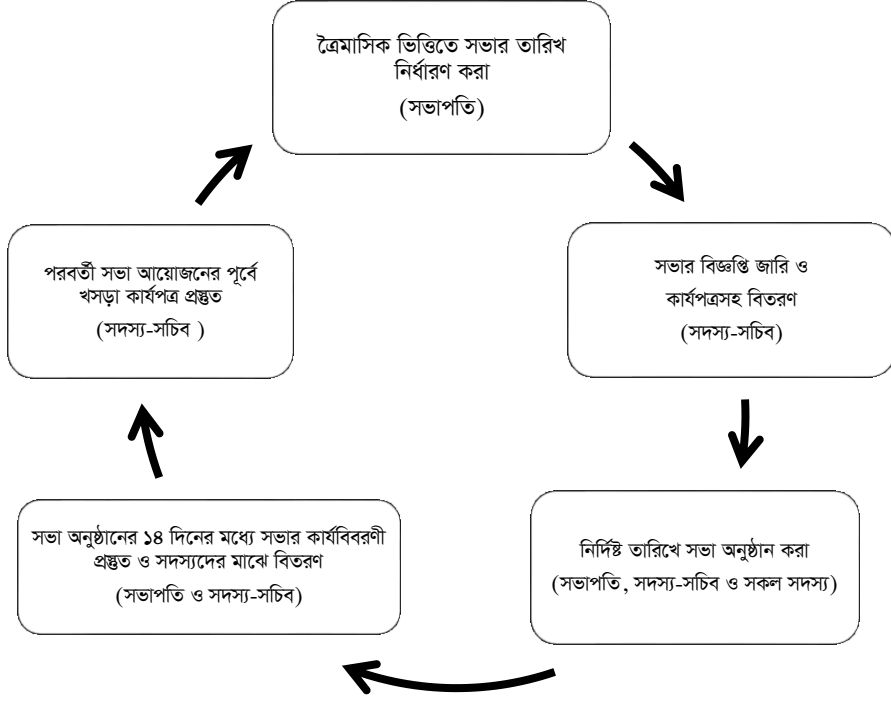 ত্রৈমাসিক ভিত্তিতে সভার তারিখ
নির্ধারণ করা
(সভাপতি)
সভার বিজ্ঞপ্তি জারি ও
কার্যপত্রসহ বিতরণ
(সদস্য-সচিব)
নির্দিষ্ট তারিখে সভা অনুষ্ঠান করা
(সভাপতি, সদস্য-সচিব ও সকল সদস্য)
সভা অনুষ্ঠানের ১৪ দিনের মধ্যে সভার কার্যবিবরণী
প্রস্তুত ও সদস্যদের মাঝে বিতরণ
(সভাপতি ও সদস্য-সচিব)
পরবর্তী সভা আয়োজনের পূর্বে
খসড়া কার্যপত্র প্রস্তুত
(সদস্য-সচিব )